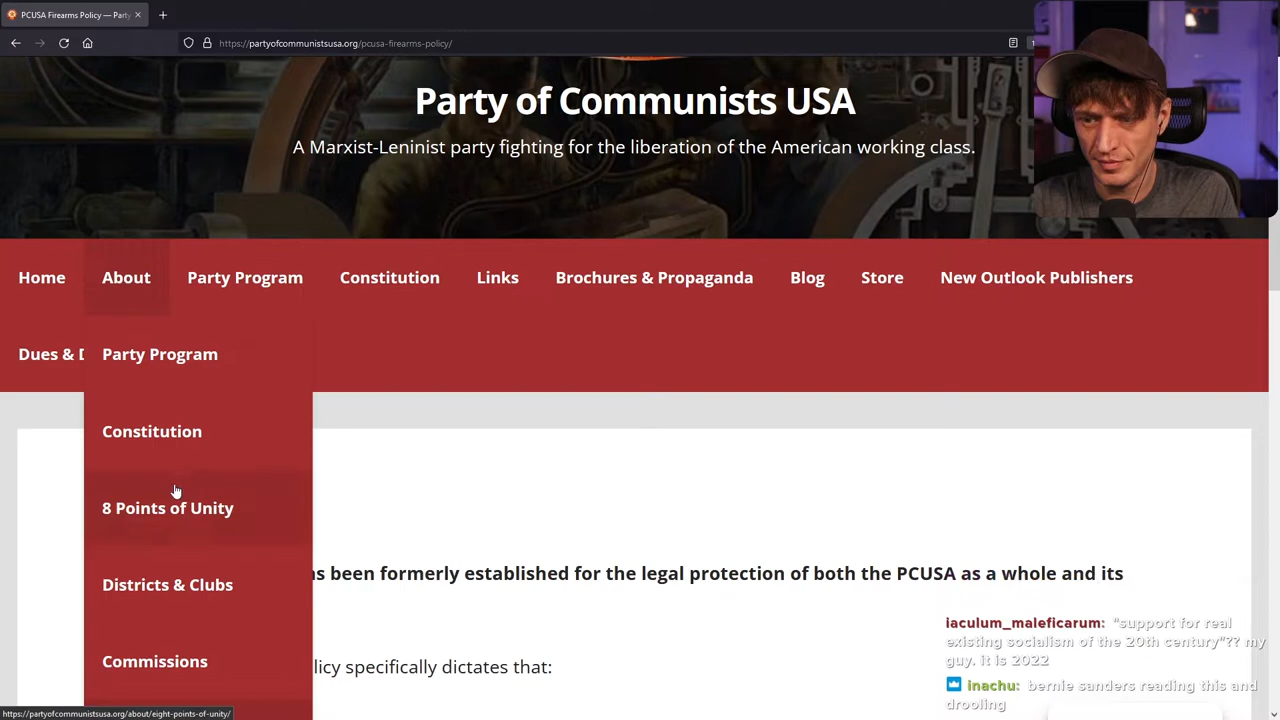 PCUSA Firearms Policy — Party
https://partyofcommunistsusa.org/pcusa-firearms-policy/
Party of Communists USA
A Marxist-Leninist party fighting for the liberation of the American working class.
Home About Party Program Constitution Links Brochures & Propaganda Blog Store New Outlook Publishers
Dues & D
Party Program
Constitution
8 Points of Unity
Districts & Clubs
Commissions
s been formerly established for the legal protection of both the PCUSA as a whole and its
licy specifically dictates that:
iaculum_maleficarum: "support for real
existing socialism of the 20th century"?? my
guy. it is 2022
inachu: bernie sanders reading this and
drooling
https://partyofcommunistsusa.org/about/eight-points-of-unity/